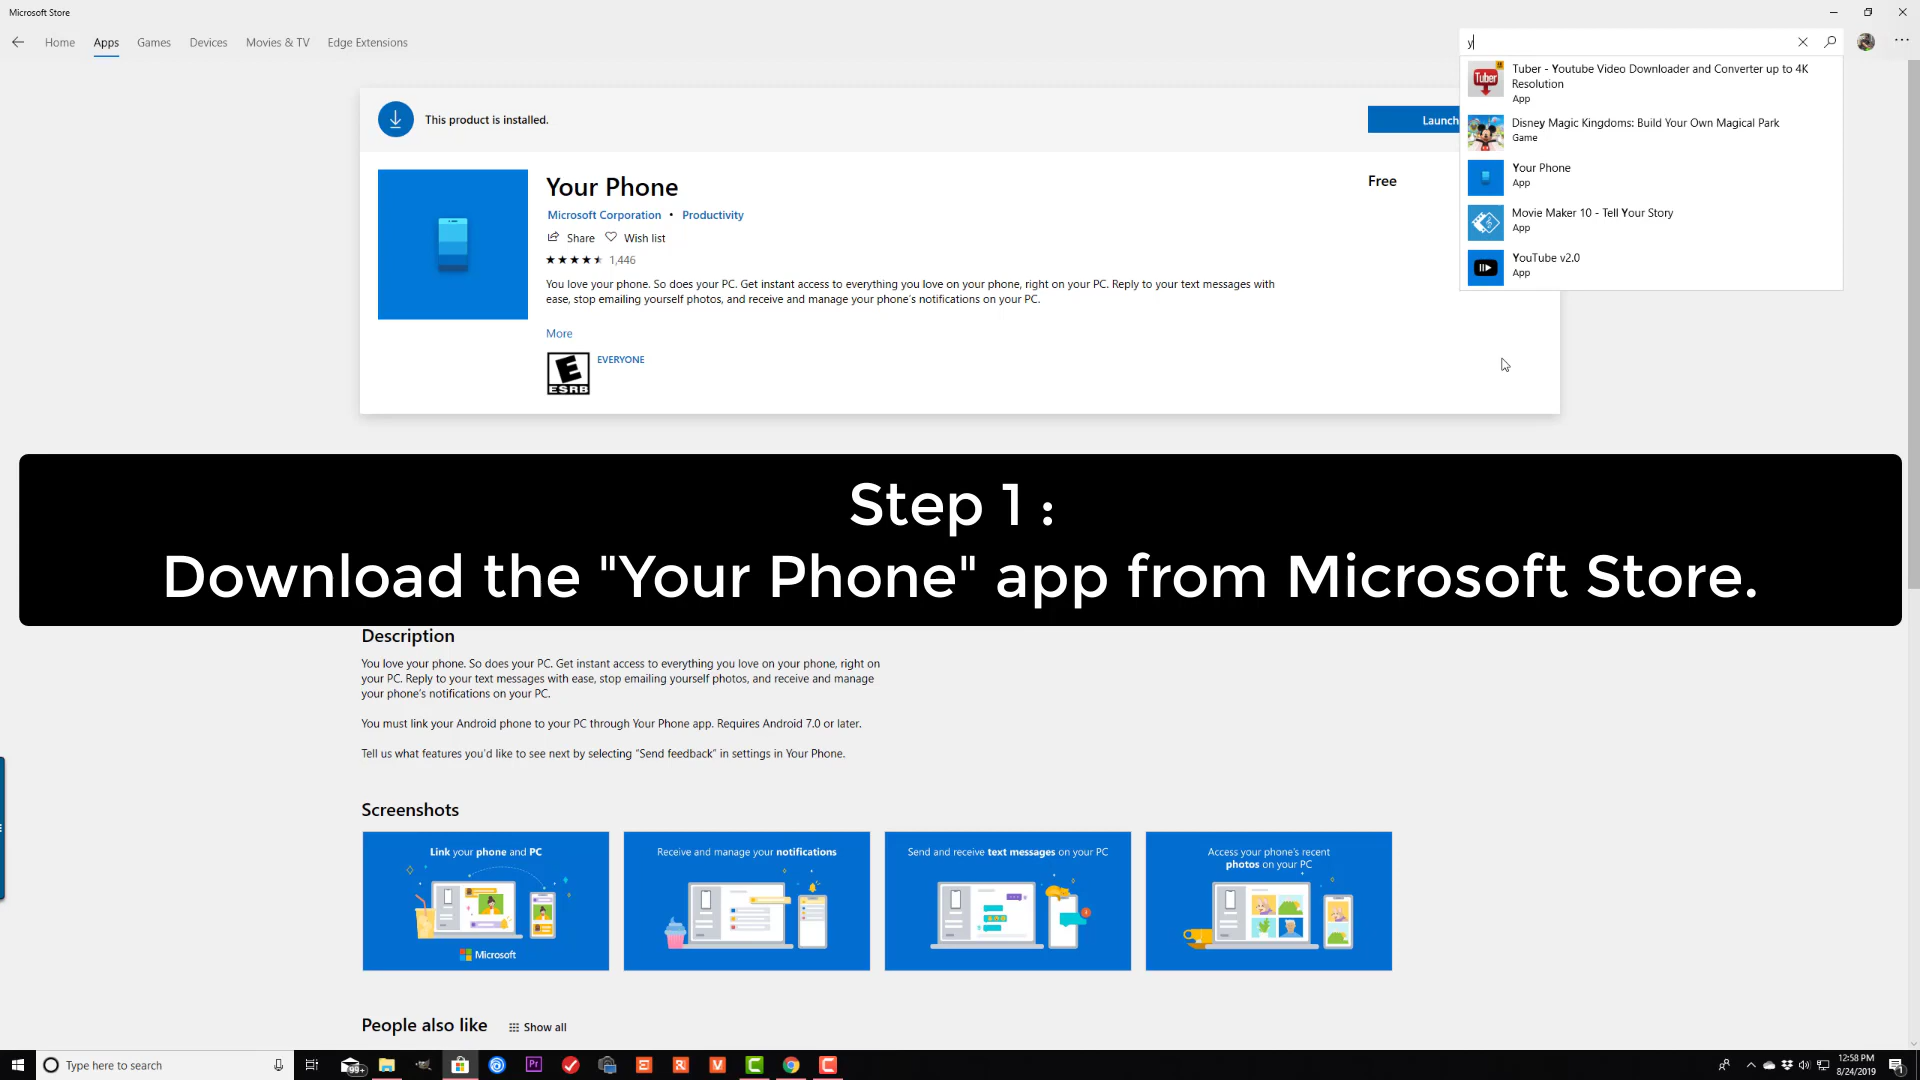 Microsoft Store
Home
Apps
Games
Devices
Movies & TV
Edge Extensions
y
Tuber - Youtube Video Downloader and Converter up to 4K
Resolution
App
Disney Magic Kingdoms: Build Your Own Magical Park
Game
Your Phone
App
Movie Maker 10 - Tell Your Story
App
YouTube v2.0
App
This product is installed.
Launch
Your Phone
Free
Microsoft Corporation • Productivity
Share
Wish list
1,446
You love your phone. So does your PC. Get instant access to everything you love on your phone, right on your PC. Reply to your text messages with
ease, stop emailing yourself photos, and receive and manage your phone's notifications on your PC.
More
E
ESRB
EVERYONE
Step 1 :
Download the "Your Phone" app from Microsoft Store.
Description
You love your phone. So does your PC. Get instant access to everything you love on your phone, right on
your PC. Reply to your text messages with ease, stop emailing yourself photos, and receive and manage
your phone's notifications on your PC.
You must link your Android phone to your PC through Your Phone app. Requires Android 7.0 or later.
Tell us what features you'd like to see next by selecting "Send feedback" in settings in Your Phone.
Screenshots
Link your phone and PC
Microsoft
Receive and manage your notifications
Send and receive text messages on your PC
Access your phone's recent
photos on your PC
People also like
Show all
Type here to search
99+
Pr
12:58 PM
8/24/2019